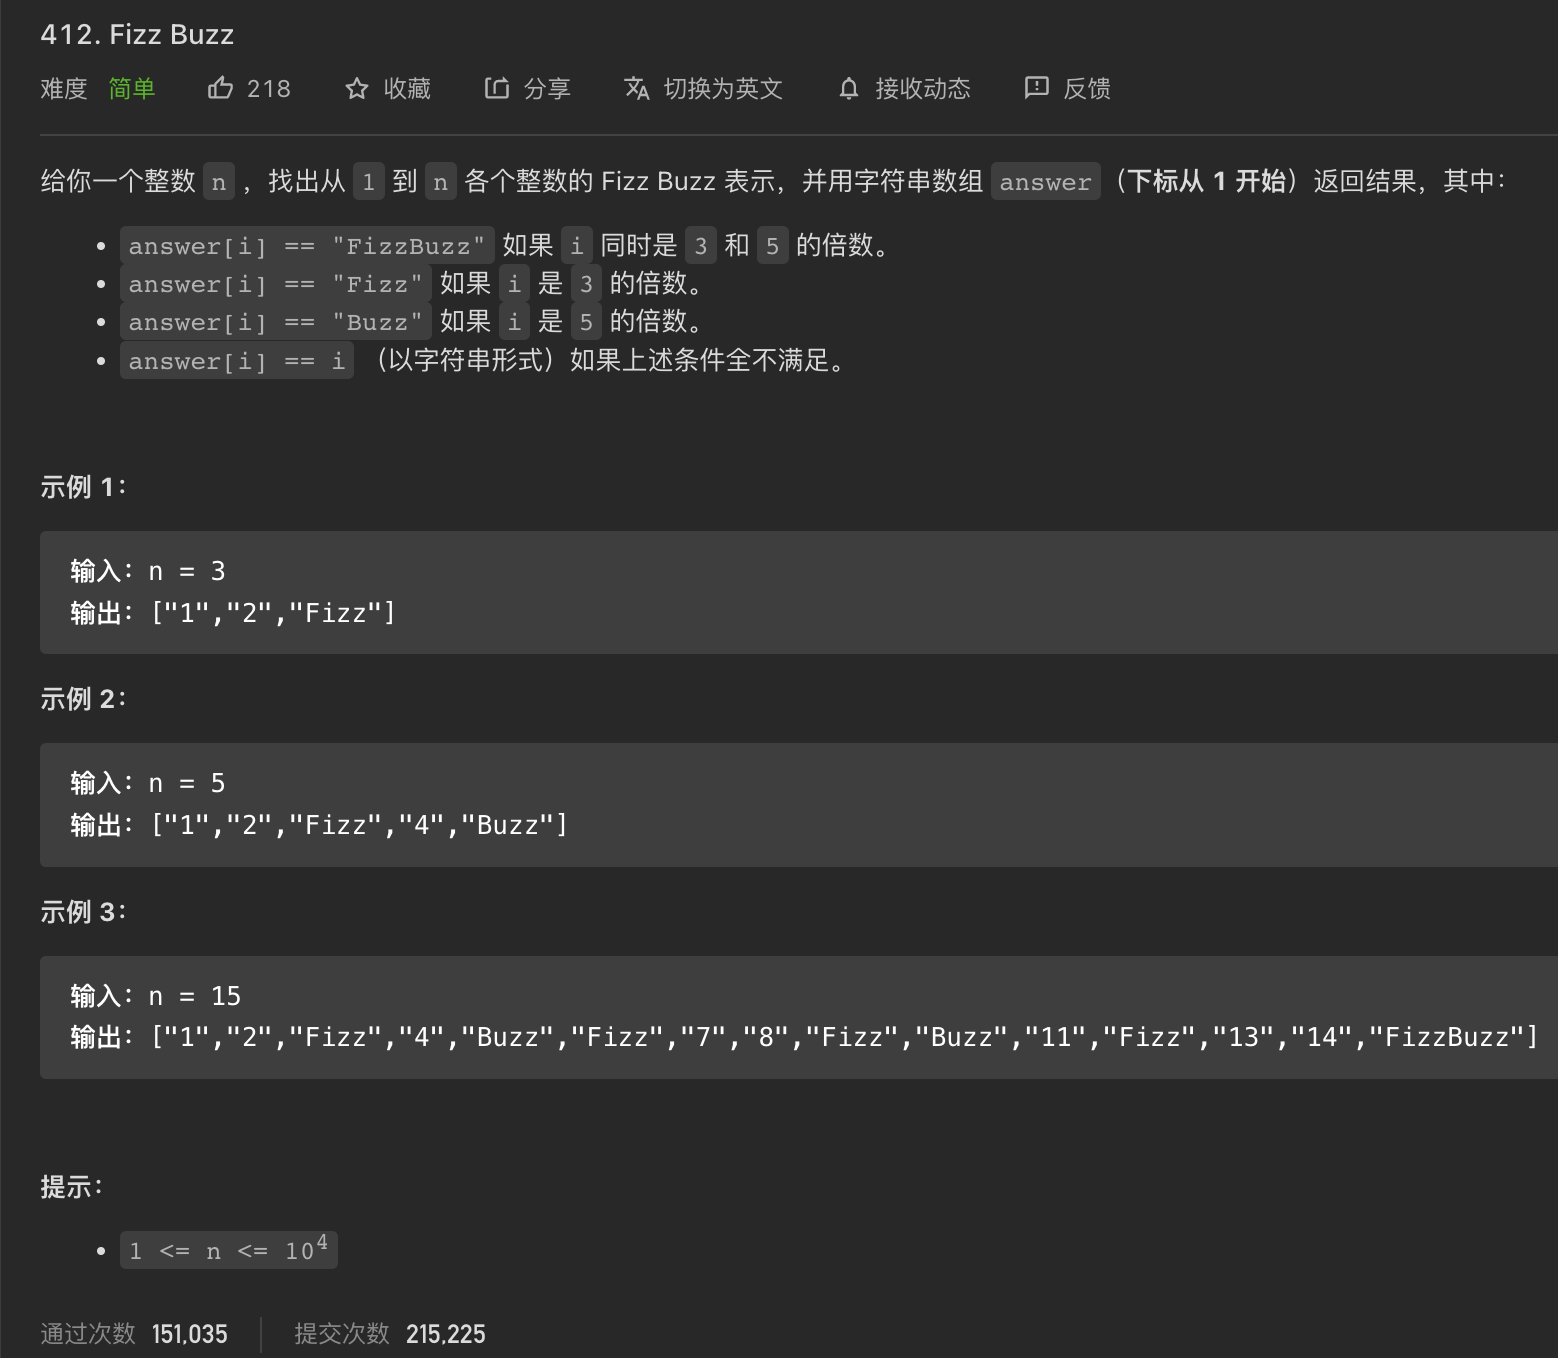 412. Fizz Buzz
难度 简单 218 收藏 分享 切换为英文 接收动态 反馈
给你一个整数 n ，找出从 1 到 n 各个整数的 Fizz Buzz 表示，并用字符串数组 answer（下标从 1 开始）返回结果，其中：
• answer[i] == "FizzBuzz" 如果 i 同时是 3 和 5 的倍数。
• answer[i] == "Fizz" 如果 i 是 3 的倍数。
• answer[i] == "Buzz" 如果 i 是 5 的倍数。
• answer[i] == i （以字符串形式）如果上述条件全不满足。
示例 1：
输入：n = 3
输出：["1","2","Fizz"]
示例 2：
输入：n = 5
输出：["1","2","Fizz","4","Buzz"]
示例 3：
输入：n = 15
输出：["1","2","Fizz","4","Buzz","Fizz","7","8","Fizz","Buzz","11","Fizz","13","14","FizzBuzz"]
提示：
• 1 <= n <= 10⁴
通过次数 151,035 提交次数 215,225